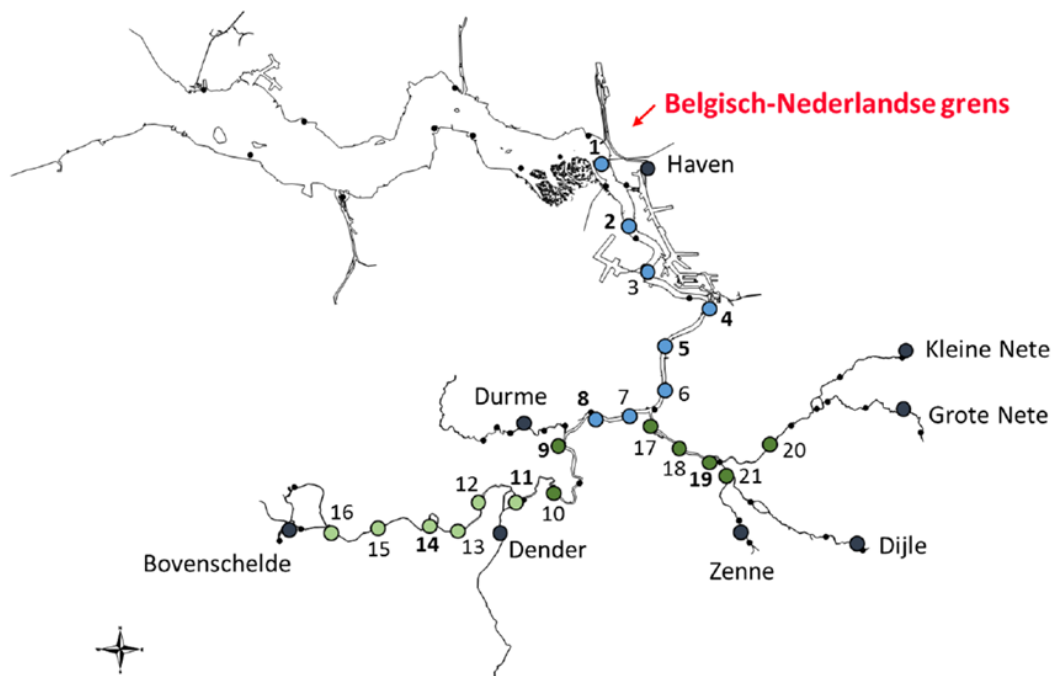 Belgisch-Nederlandse grens
1
Haven
2
3
4
5
Kleine Nete
Durme
8
7
6
Grote Nete
9
17
20
18
19
21
12
11
10
16
15
14
13
Dender
Bovenschelde
Zenne
Dijle